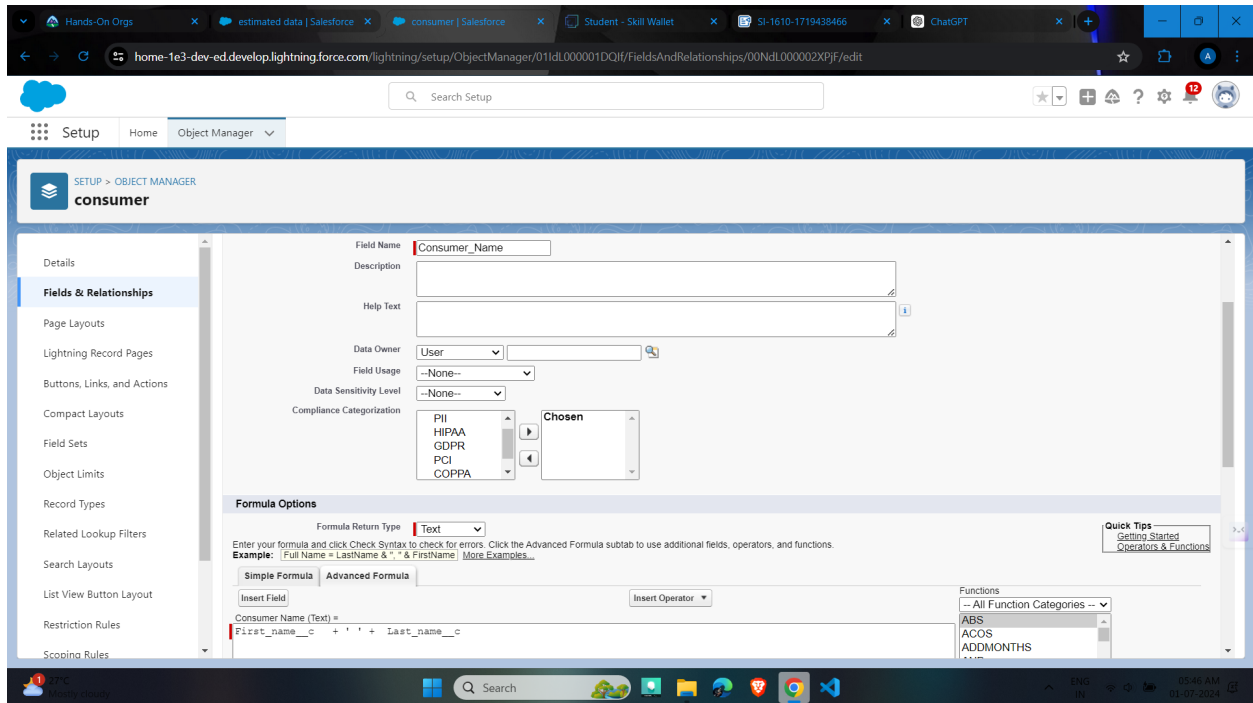 Hands-On Orgs
estimated data | Salesforce
consumer | Salesforce
Student - Skill Wallet
SI-1610-1719438466
ChatGPT
home-1e3-dev-ed.develop.lightning.force.com/lightning/setup/ObjectManager/01IdL000001DQIf/FieldsAndRelationships/00NdL000002XPjF/edit
A
Search Setup
12
Setup
Home
Object Manager
SETUP > OBJECT MANAGER
consumer
Details
Fields & Relationships
Page Layouts
Lightning Record Pages
Buttons, Links, and Actions
Compact Layouts
Field Sets
Object Limits
Record Types
Related Lookup Filters
Search Layouts
List View Button Layout
Restriction Rules
Scoping Rules
Field Name Consumer_Name
Description
Help Text
Data Owner User
Field Usage --None--
Data Sensitivity Level --None--
Compliance Categorization
PII
HIPAA
GDPR
PCI
COPPA
Chosen
Formula Options
Formula Return Type Text
Enter your formula and click Check Syntax to check for errors. Click the Advanced Formula subtab to use additional fields, operators, and functions.
Example: Full Name = LastName & ", " & FirstName More Examples...
Quick Tips
Getting Started
Operators & Functions
Simple Formula Advanced Formula
Insert Field Insert Operator
Functions
-- All Function Categories --
ABS
ACOS
ADDMONTHS
Consumer Name (Text) =
First_name__c + ' ' + Last_name__c
1
27°C
Mostly cloudy
Search
ENG
IN
05:46 AM
01-07-2024